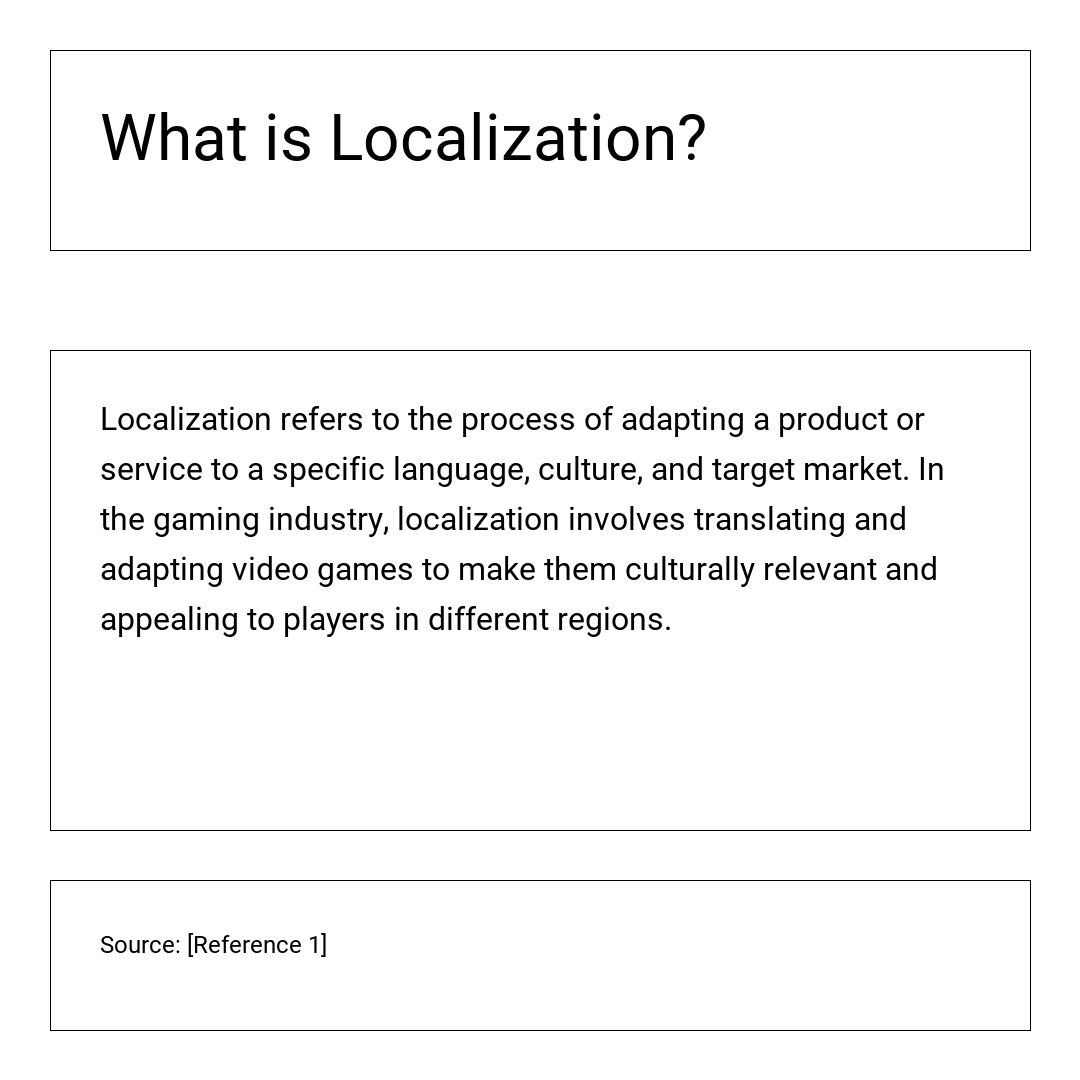 What is Localization?
Localization refers to the process of adapting a product or
service to a specific language, culture, and target market. In
the gaming industry, localization involves translating and
adapting video games to make them culturally relevant and
appealing to players in different regions.
Source: [Reference 1]